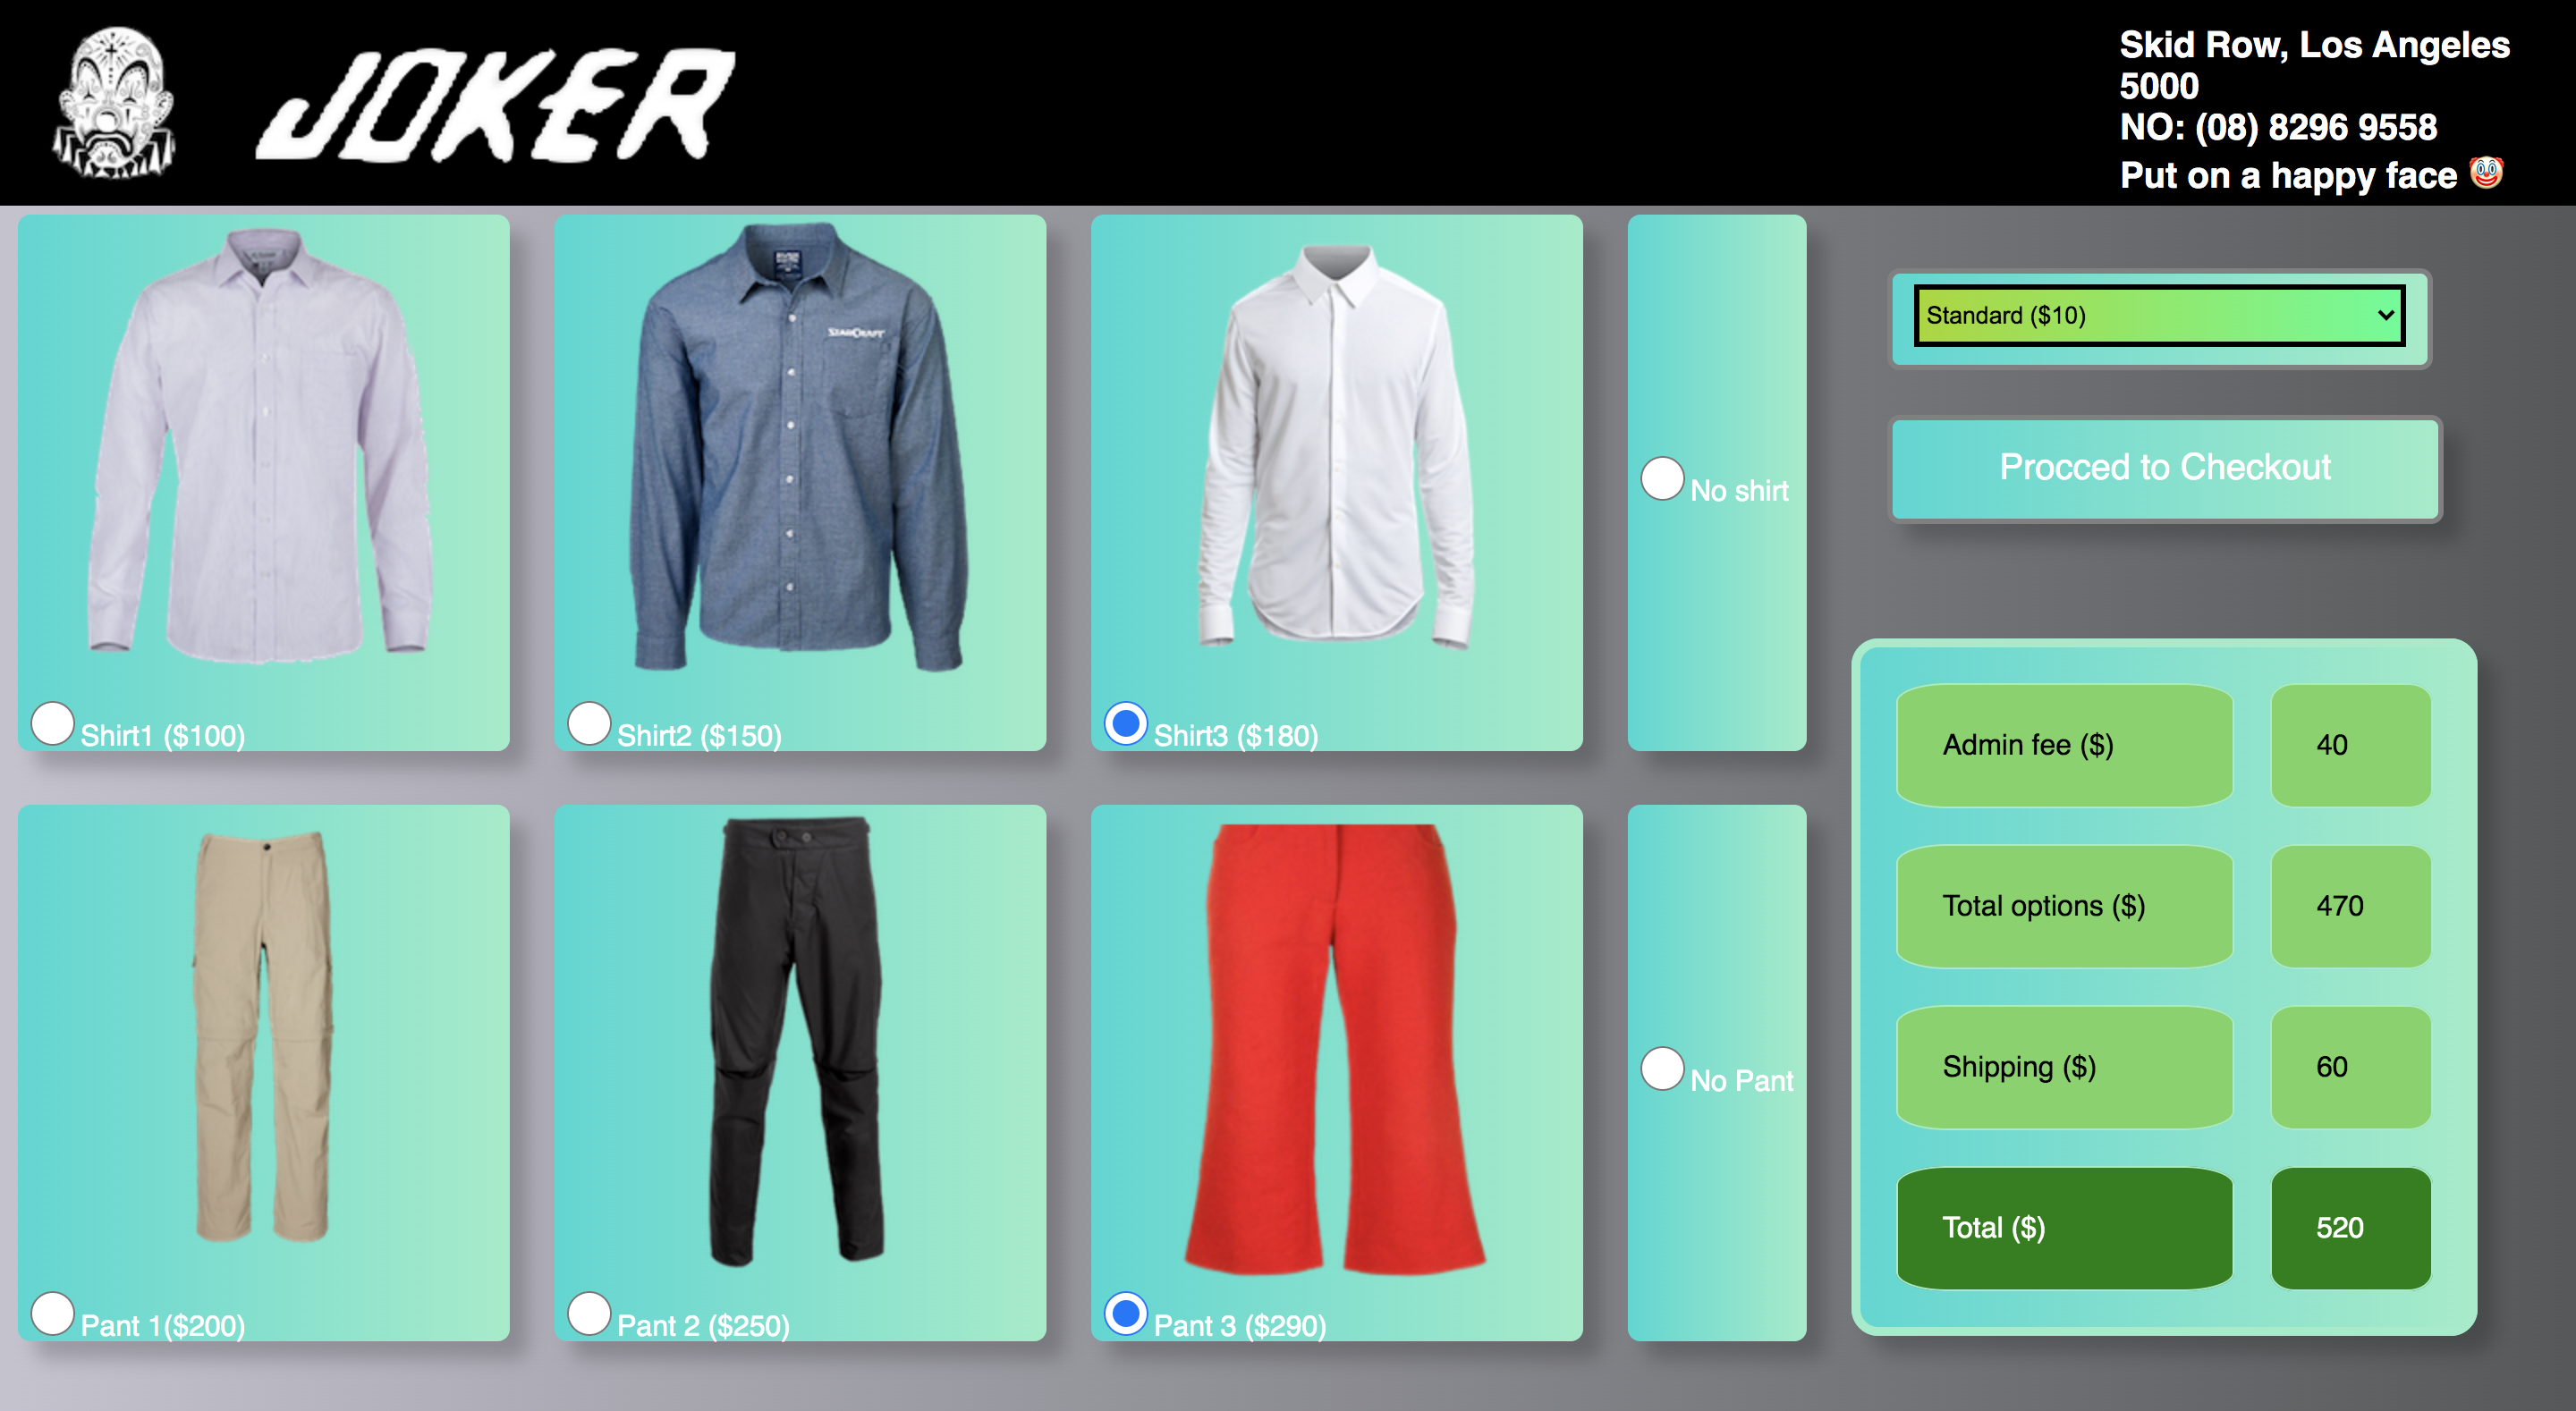 JOKER
Skid Row, Los Angeles
5000
NO: (08) 8296 9558
Put on a happy face 🤡
STARCRAFT
Shirt1 ($100)
Shirt2 ($150)
Shirt3 ($180)
No shirt
Standard ($10)
Procced to Checkout
Pant 1($200)
Pant 2 ($250)
Pant 3 ($290)
No Pant
Admin fee ($) 40
Total options ($) 470
Shipping ($) 60
Total ($) 520